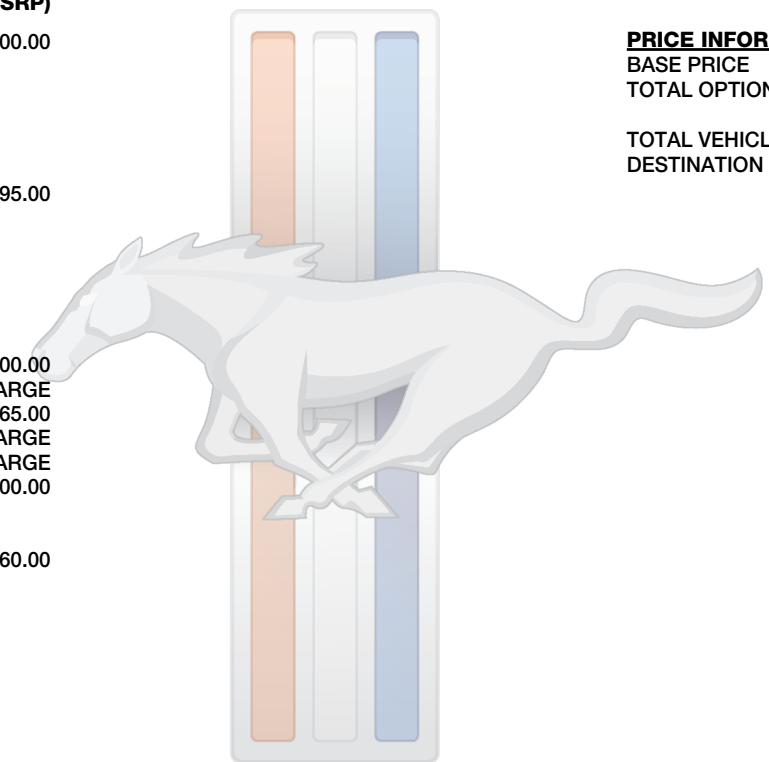 SRP)
00.00
95.00
00.00
ARGE
65.00
ARGE
ARGE
00.00
60.00
PRICE INFOR
BASE PRICE
TOTAL OPTION
TOTAL VEHICL
DESTINATION